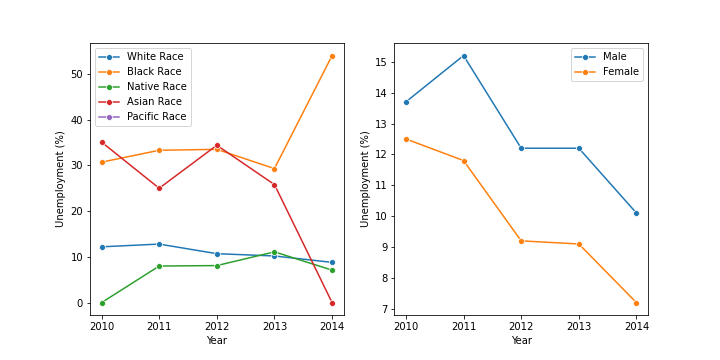 White Race
Black Race
Native Race
Asian Race
Pacific Race
50
40
30
20
10
0
Unemployment (%)
2010 2011 2012 2013 2014
Year
Male
Female
15
14
13
12
11
10
9
8
7
Unemployment (%)
2010 2011 2012 2013 2014
Year